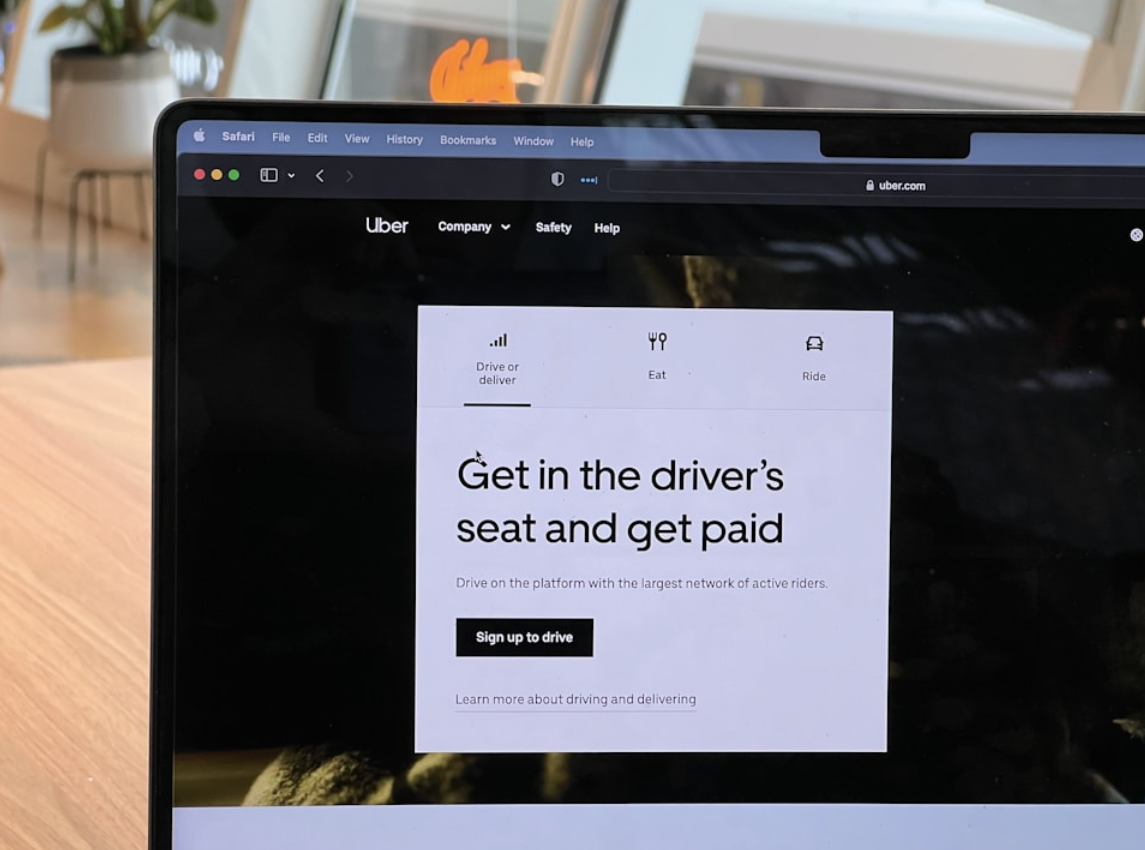 Safari File Edit View History Bookmarks Window Help
uber.com
Uber Company Safety Help
Drive or
deliver
Eat
Ride
Get in the driver’s
seat and get paid
Drive on the platform with the largest network of active riders.
Sign up to drive
Learn more about driving and delivering